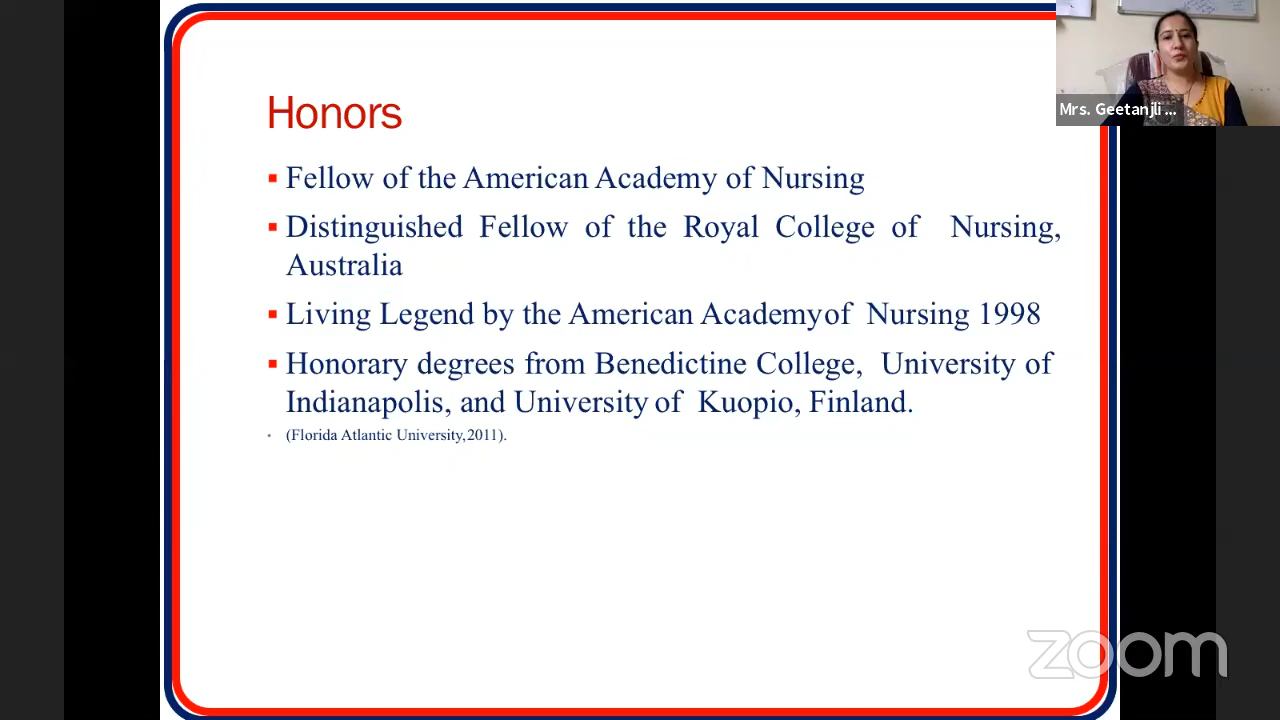 Mrs. Geetanjli ...
Honors
Fellow of the American Academy of Nursing
Distinguished Fellow of the Royal College of Nursing,
Australia
Living Legend by the American Academyof Nursing 1998
Honorary degrees from Benedictine College, University of
Indianapolis, and University of Kuopio, Finland.
(Florida Atlantic University,2011).
zoom